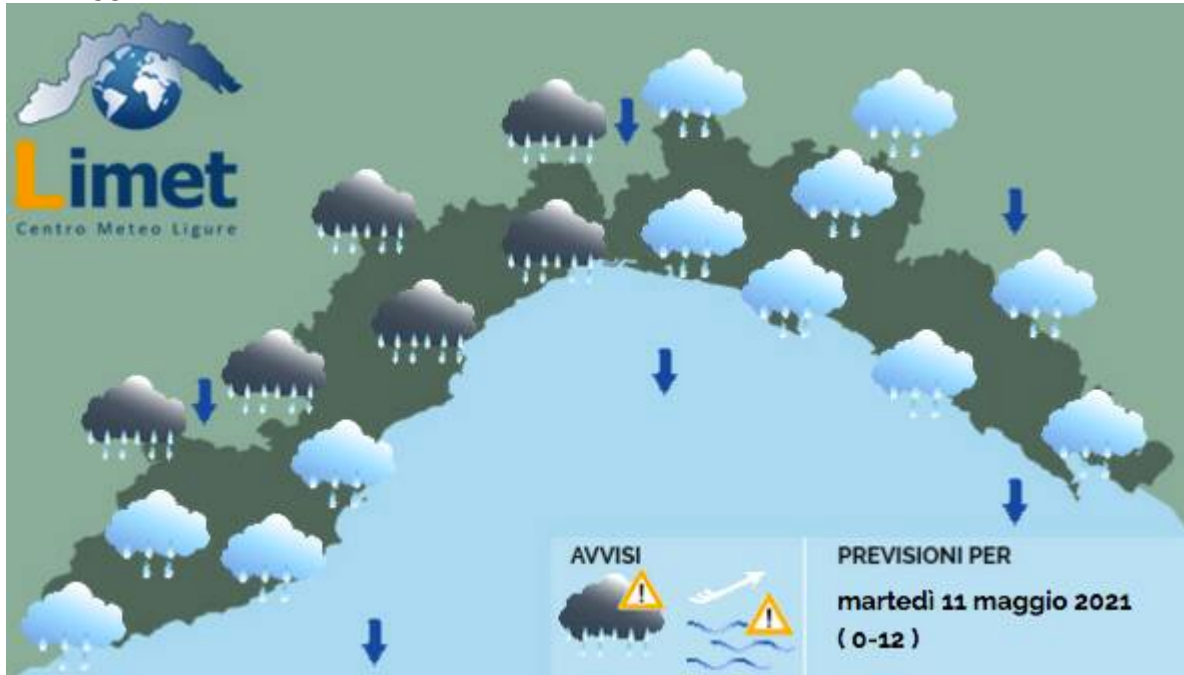 Limet
Centro Meteo Ligure
AVVISI
PREVISIONI PER
martedì 11 maggio 2021
( 0-12 )